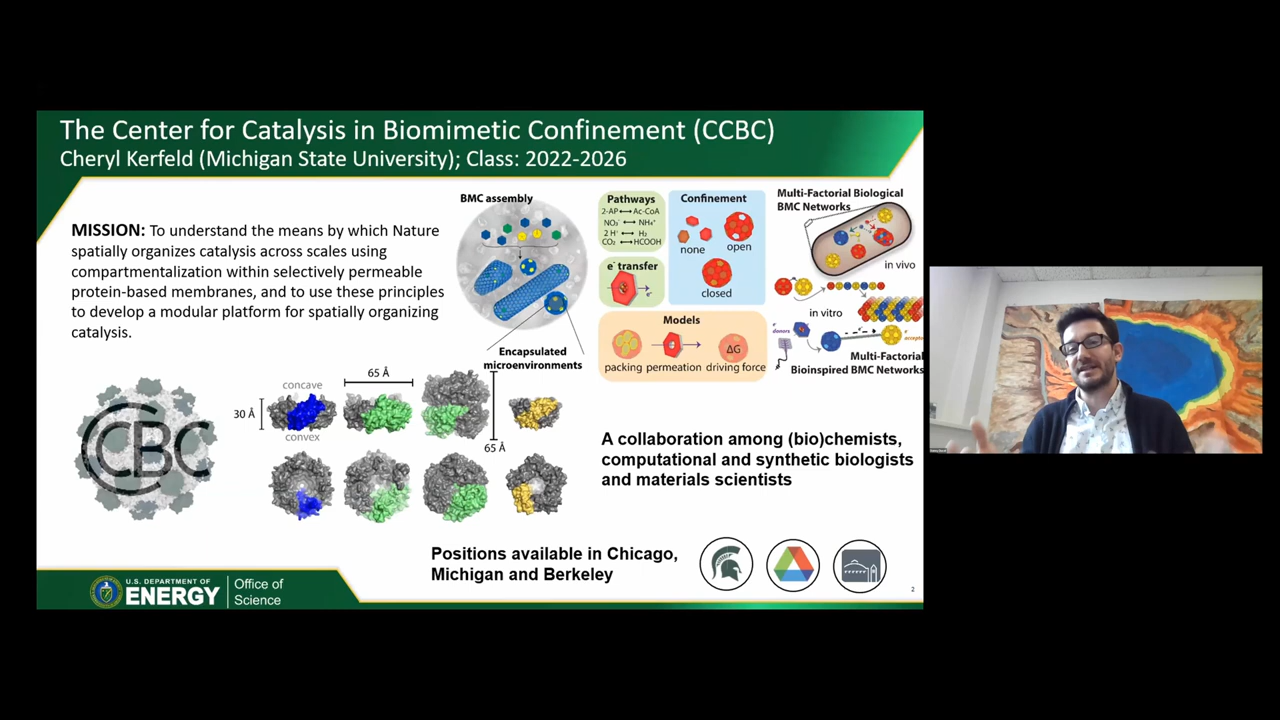 The Center for Catalysis in Biomimetic Confinement (CCBC)
Cheryl Kerfeld (Michigan State University); Class: 2022-2026
MISSION: To understand the means by which Nature
spatially organizes catalysis across scales using
compartmentalization within selectively permeable
protein-based membranes, and to use these principles
to develop a modular platform for spatially organizing
catalysis.
BMC assembly
Encapsulated
microenvironments
Pathways
2-AP ⟷ Ac-CoA
NO₃⁻ ⟷ NH₄⁺
2 H⁺ ⟷ H₂
CO₂ ⟷ HCOOH
e⁻ transfer
e⁻
Confinement
none
open
closed
Models
packing permeation driving force
ΔG
Multi-Factorial Biological
BMC Networks
in vivo
in vitro
e⁻
donors
e⁻
Multi-Factorial
Bioinspired BMC Networks
CCBC
concave
30 Å
convex
65 Å
65 Å
A collaboration among (bio)chemists,
computational and synthetic biologists
and materials scientists
Positions available in Chicago,
Michigan and Berkeley
U.S. DEPARTMENT OF
ENERGY
Office of
Science
2